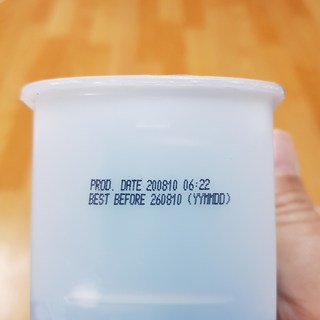 PROD. DATE 200810 06:22
BEST BEFORE 260810 (YYMMDD)